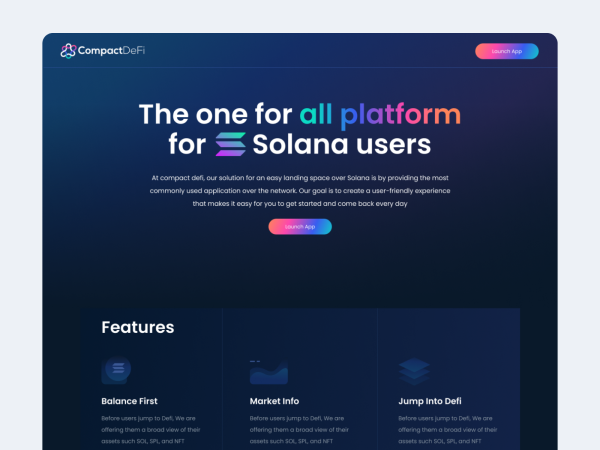 CompactDeFi
Launch App
The one for all platform
for Solana users
At compact defi, our solution for an easy landing space over Solana is by providing the most
commonly used application over the network. Our goal is to create a user-friendly experience
that makes it easy for you to get started and come back every day
Launch App
Features
Balance First
Before users jump to Defi, We are
offering them a broad view of their
assets such SOL, SPL, and NFT
Market Info
Before users jump to Defi, We are
offering them a broad view of their
assets such SOL, SPL, and NFT
Jump Into Defi
Before users jump to Defi, We are
offering them a broad view of their
assets such SOL, SPL, and NFT